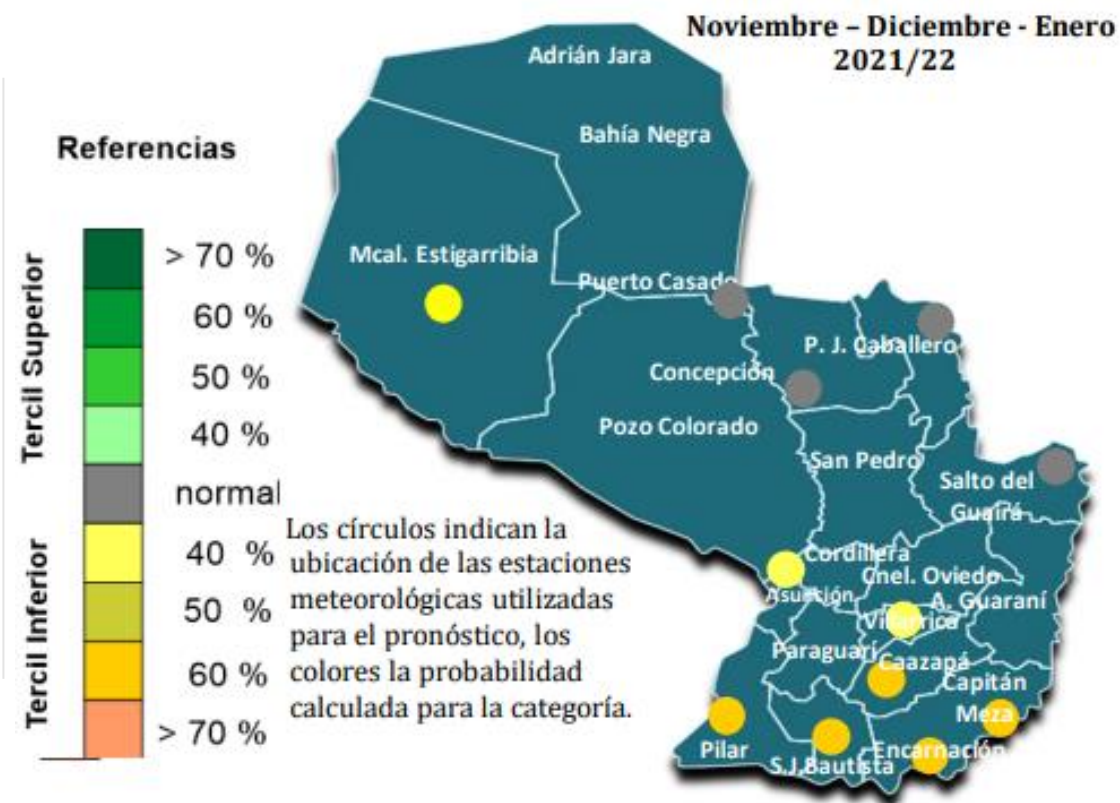 Noviembre – Diciembre - Enero
2021/22
Referencias
Tercil Superior
> 70 %
60 %
50 %
40 %
normal
Tercil Inferior
40 %
50 %
60 %
> 70 %
Los círculos indican la
ubicación de las estaciones
meteorológicas utilizadas
para el pronóstico, los
colores la probabilidad
calculada para la categoría.
Adrián Jara
Bahía Negra
Mcal. Estigarribia
Puerto Casado
P. J. Caballero
Concepción
Pozo Colorado
San Pedro
Salto del
Guairá
Cordillera
Cnel. Oviedo
Asunción
A. Guaraní
Villarrica
Paraguarí
Caazapá
Capitán
Meza
Pilar
Encarnación
S.J.Bautista